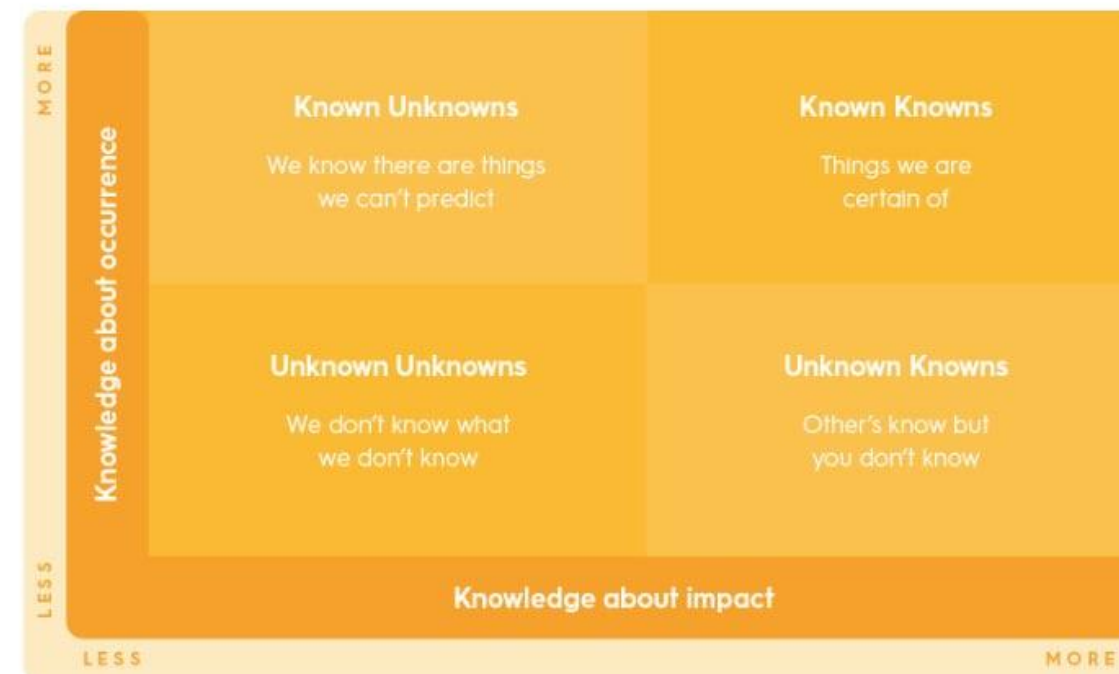 MORE
Knowledge about occurrence
LESS
Known Unknowns
We know there are things
we can't predict
Known Knowns
Things we are
certain of
Unknown Unknowns
We don't know what
we don't know
Unknown Knowns
Other's know but
you don't know
Knowledge about impact
LESS
MORE